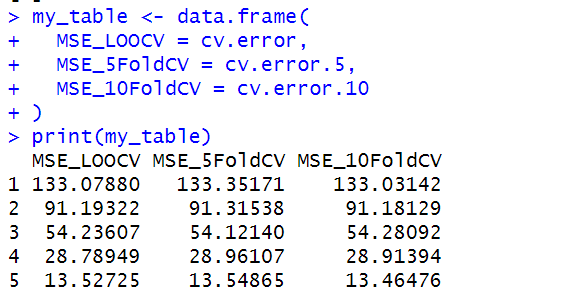 > my_table <- data.frame(
+   MSE_LOOCV = cv.error,
+   MSE_5FoldCV = cv.error.5,
+   MSE_10FoldCV = cv.error.10
+ )
> print(my_table)
  MSE_LOOCV MSE_5FoldCV MSE_10FoldCV
1 133.07880   133.35171    133.03142
2  91.19322    91.31538     91.18129
3  54.23607    54.12140     54.28092
4  28.78949    28.96107     28.91394
5  13.52725    13.54865     13.46476